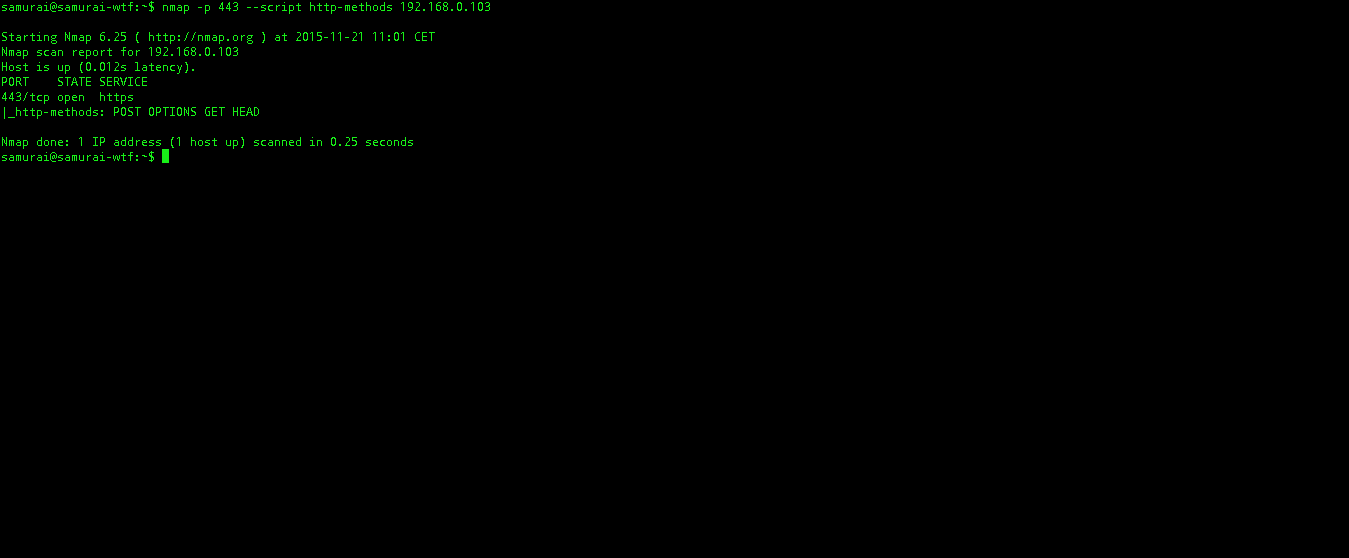 samurai@samurai-wtf:~$ nmap -p 443 --script http-methods 192.168.0.103
Starting Nmap 6.25 ( http://nmap.org ) at 2015-11-21 11:01 CET
Nmap scan report for 192.168.0.103
Host is up (0.012s latency).
PORT    STATE SERVICE
443/tcp open  https
|_http-methods: POST OPTIONS GET HEAD
Nmap done: 1 IP address (1 host up) scanned in 0.25 seconds
samurai@samurai-wtf:~$